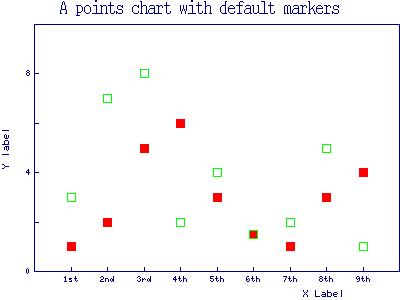 A points chart with default markers
Y label
8
4
0
1st 2nd 3rd 4th 5th 6th 7th 8th 9th
X Label